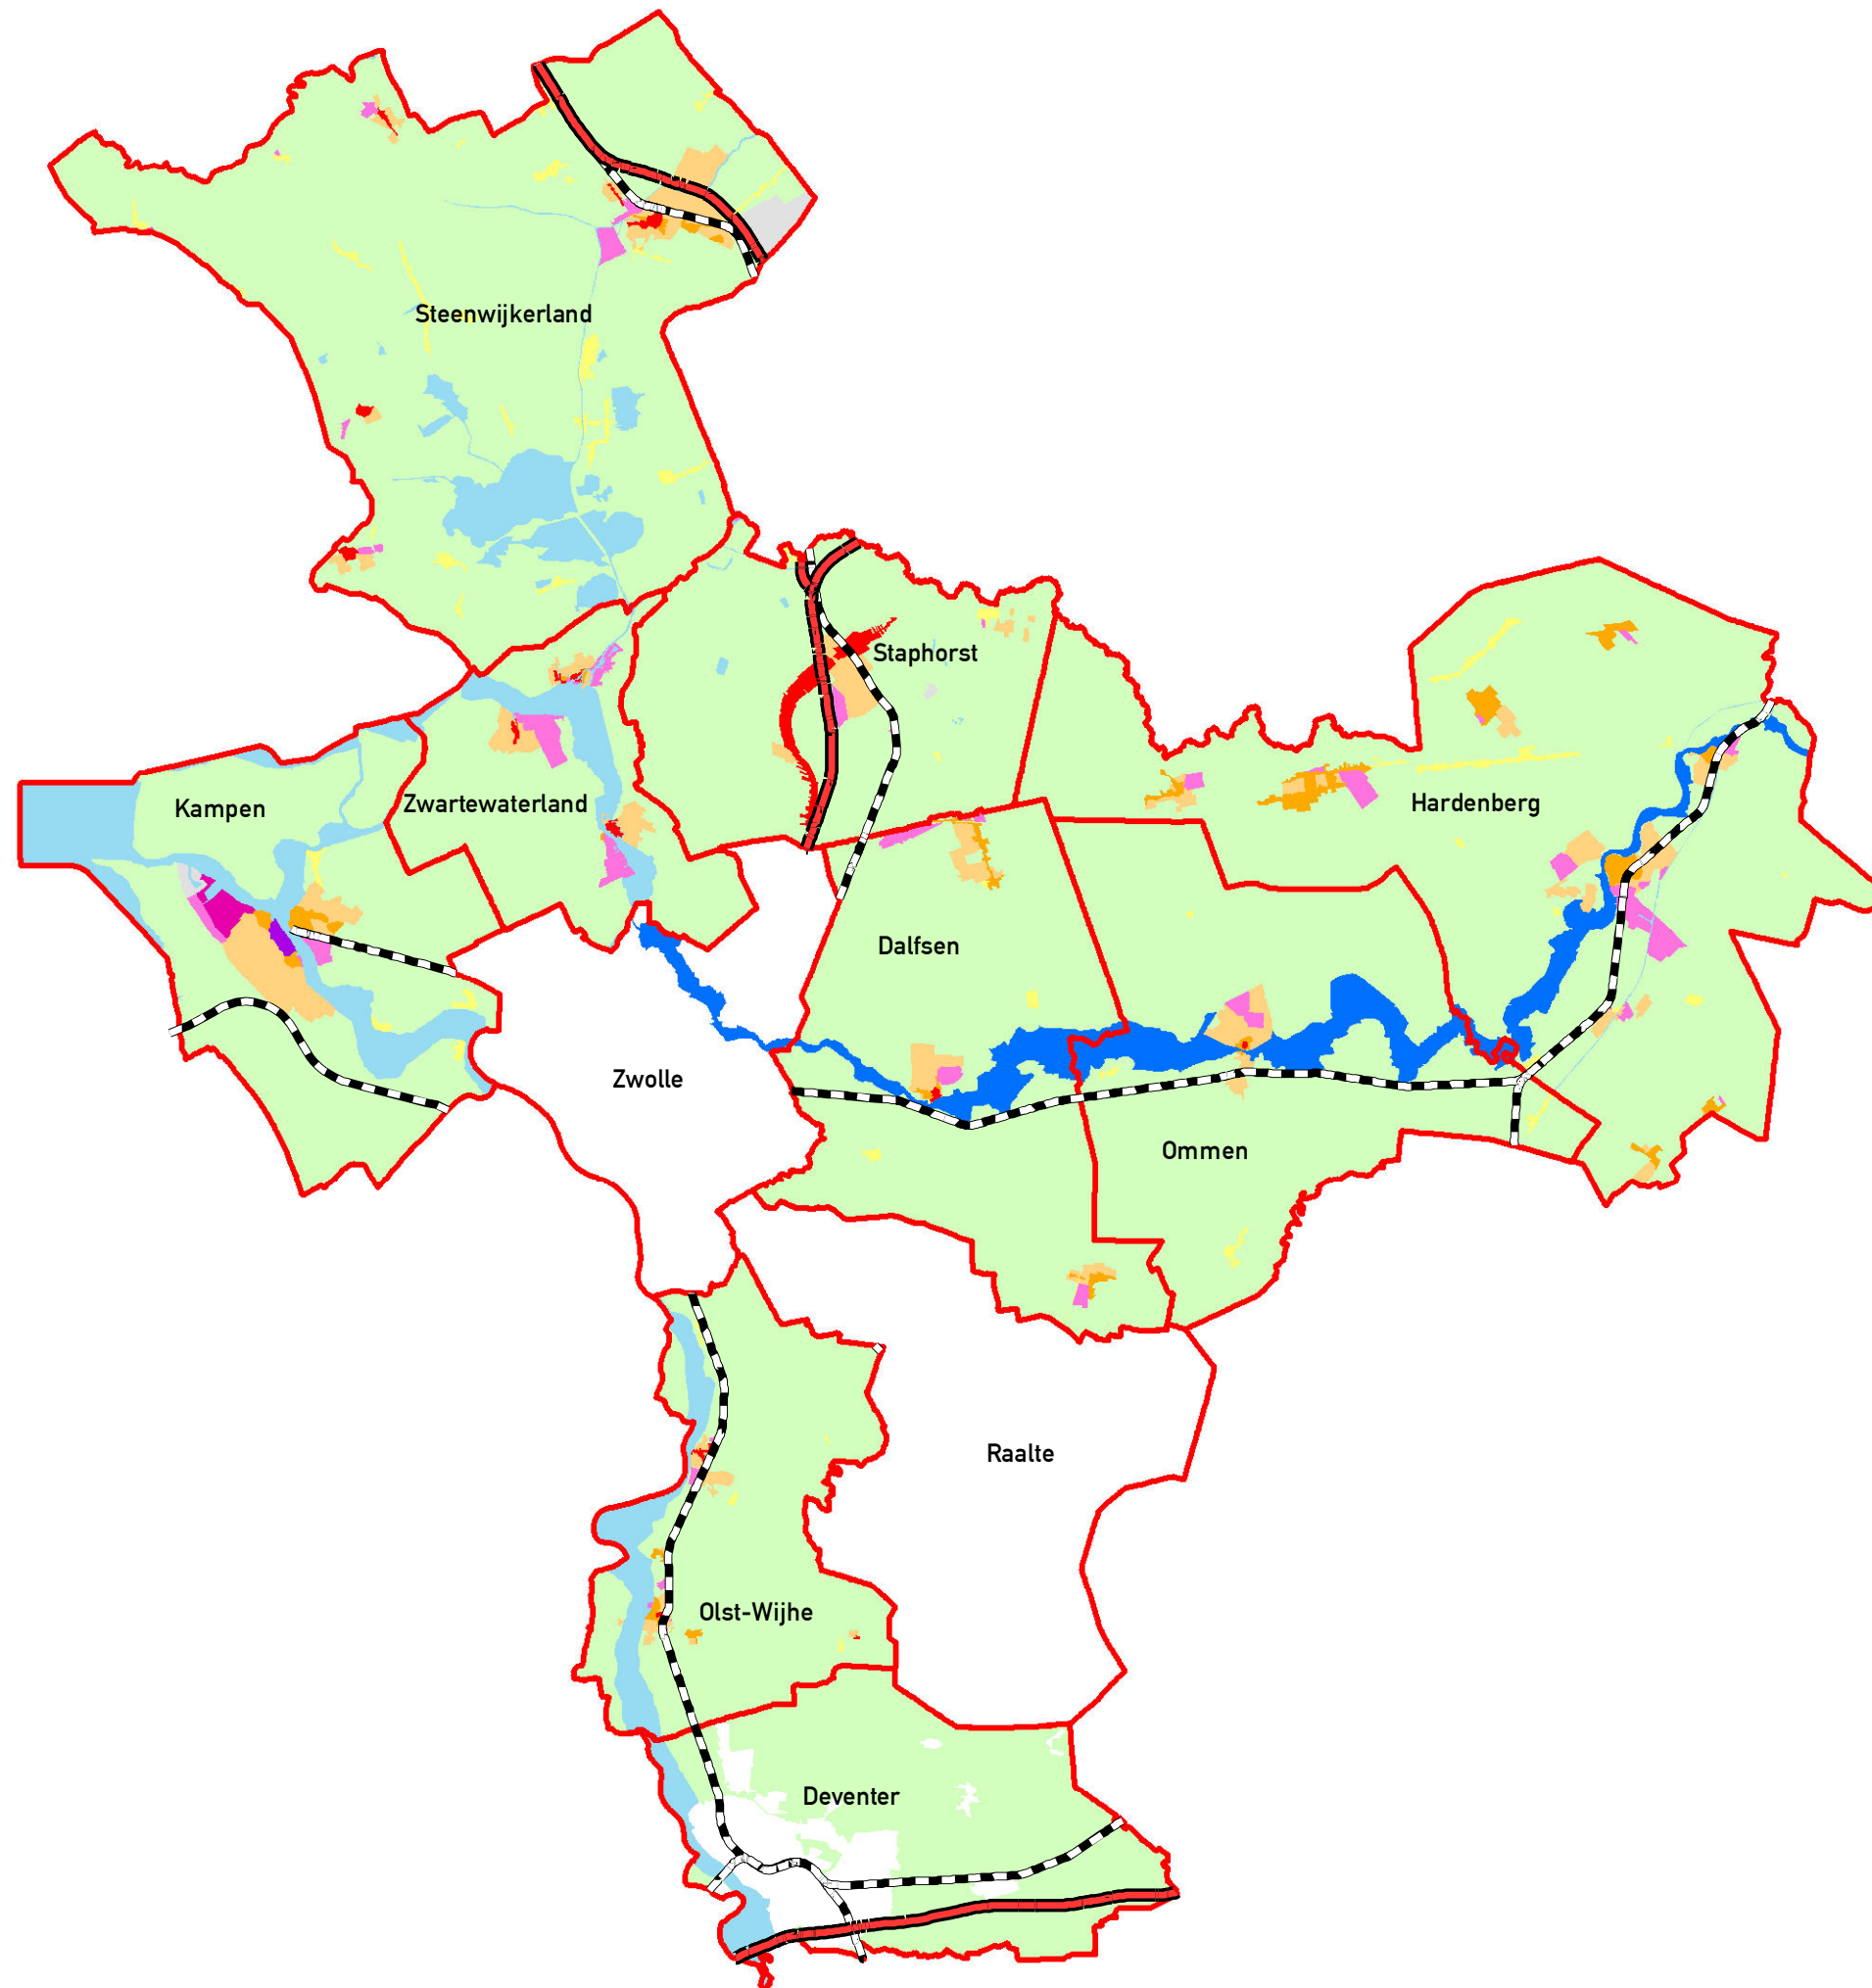 Steenwijkerland
Staphorst
Kampen
Zwartewaterland
Hardenberg
Dalfsen
Zwolle
Ommen
Raalte
Olst-Wijhe
Deventer